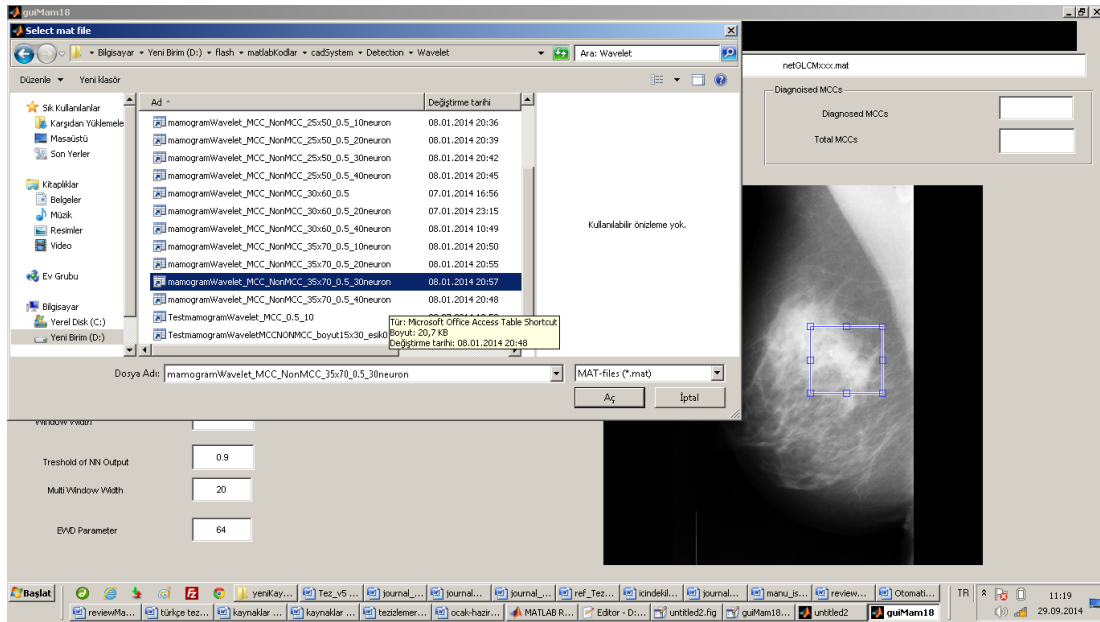 guiMam18
Select mat file
Bilgisayar Yeni Birim (D:) flash matlabKodlar cadSystem Detection Wavelet
Ara: Wavelet
Düzenle Yeni klasör
Sık Kullanılanlar
Karşıdan Yükleme
Masaüstü
Son Yerler
Kitaplıklar
Belgeler
Müzik
Resimler
Video
Ev Grubu
Bilgisayar
Yerel Disk (C:)
Yeni Birim (D:)
Ad Değiştirme tarihi
mamogramWavelet_MCC_NonMCC_25x50_0.5_10neuron 08.01.2014 20:36
mamogramWavelet_MCC_NonMCC_25x50_0.5_20neuron 08.01.2014 20:39
mamogramWavelet_MCC_NonMCC_25x50_0.5_30neuron 08.01.2014 20:42
mamogramWavelet_MCC_NonMCC_25x50_0.5_40neuron 08.01.2014 20:45
mamogramWavelet_MCC_NonMCC_30x60_0.5 07.01.2014 16:56
mamogramWavelet_MCC_NonMCC_30x60_0.5_20neuron 07.01.2014 23:15
mamogramWavelet_MCC_NonMCC_30x60_0.5_40neuron 08.01.2014 10:49
mamogramWavelet_MCC_NonMCC_35x70_0.5_10neuron 08.01.2014 20:50
mamogramWavelet_MCC_NonMCC_35x70_0.5_20neuron 08.01.2014 20:55
mamogramWavelet_MCC_NonMCC_35x70_0.5_30neuron 08.01.2014 20:57
mamogramWavelet_MCC_NonMCC_35x70_0.5_40neuron 08.01.2014 20:48
TestmamogramWavelet_MCC_0.5_10
TestmamogramWaveletMCCNONMCC_boyut15x30_esik0
Tür: Microsoft Office Access Table Shortcut
Boyut: 20,7 KB
Değiştirme tarihi: 08.01.2014 20:48
Kullanılabilir önizleme yok.
Dosya Adı: mamogramWavelet_MCC_NonMCC_35x70_0.5_30neuron MAT-files (*.mat)
Aç İptal
netGLCMxxx.mat
Diagnoised MCCs
Diagnosed MCCs
Total MCCs
Window Width
Treshold of NN Output 0.9
Multi Window Width 20
EWD Parameter 64
Başlat yeniKay... Tez_v5 ... journal_... journal... journal_... ref_Tez... icindekil... journal... manu_is... review... Otomati... TR 11:19
reviewMa... türkçe tez... kaynaklar ... kaynaklar ... tezizlemer... ocak-hazir... MATLAB R... Editor - D:... untitled2.fig guiMam18... untitled2 guiMam18 29.09.2014